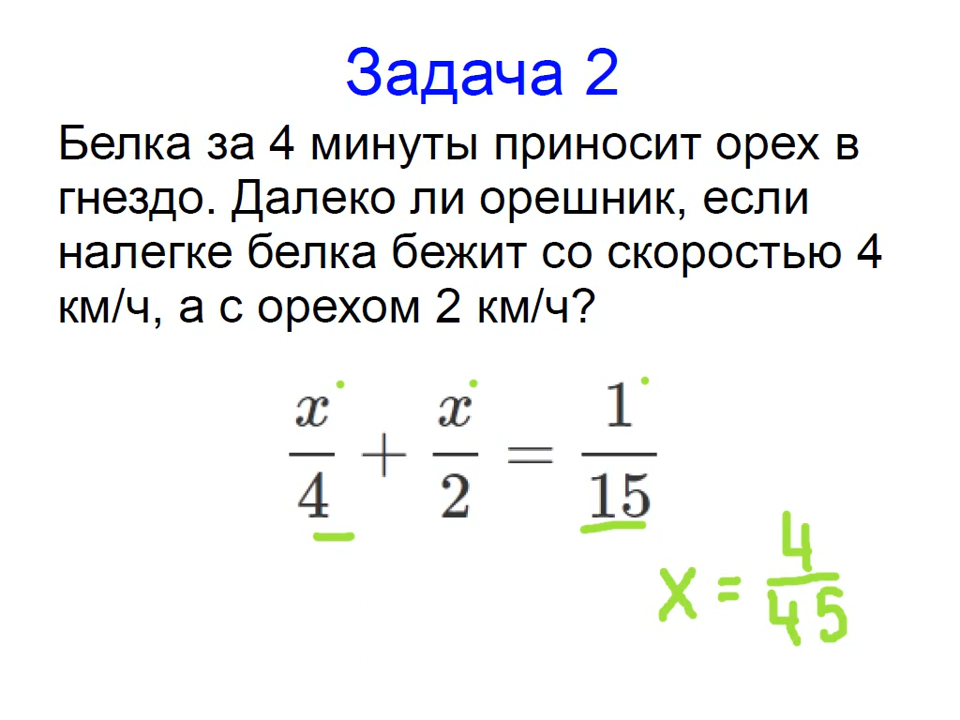 Задача 2
Белка за 4 минуты приносит орех в
гнездо. Далеко ли орешник, если
налегке белка бежит со скоростью 4
км/ч, а с орехом 2 км/ч?
x/4 + x/2 = 1/15
x = 4/45